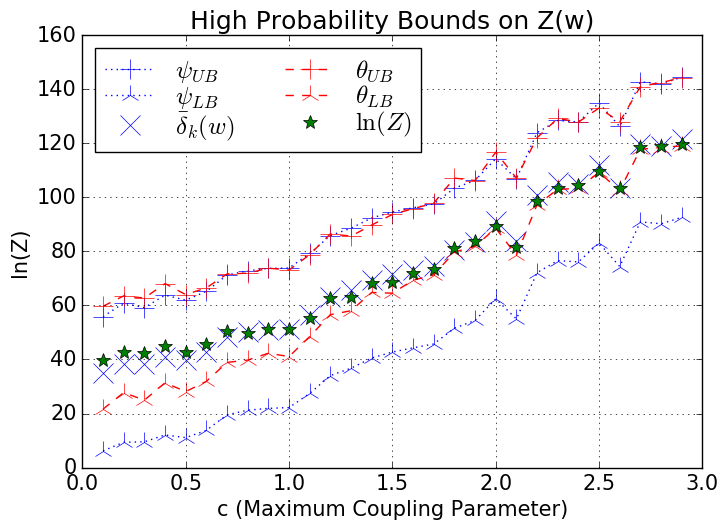 High Probability Bounds on Z(w)
ψ_UB
θ_UB
ψ_LB
θ_LB
δ̄_k(w)
ln(Z)
ln(Z)
160
140
120
100
80
60
40
20
0
0.0 0.5 1.0 1.5 2.0 2.5 3.0
c (Maximum Coupling Parameter)